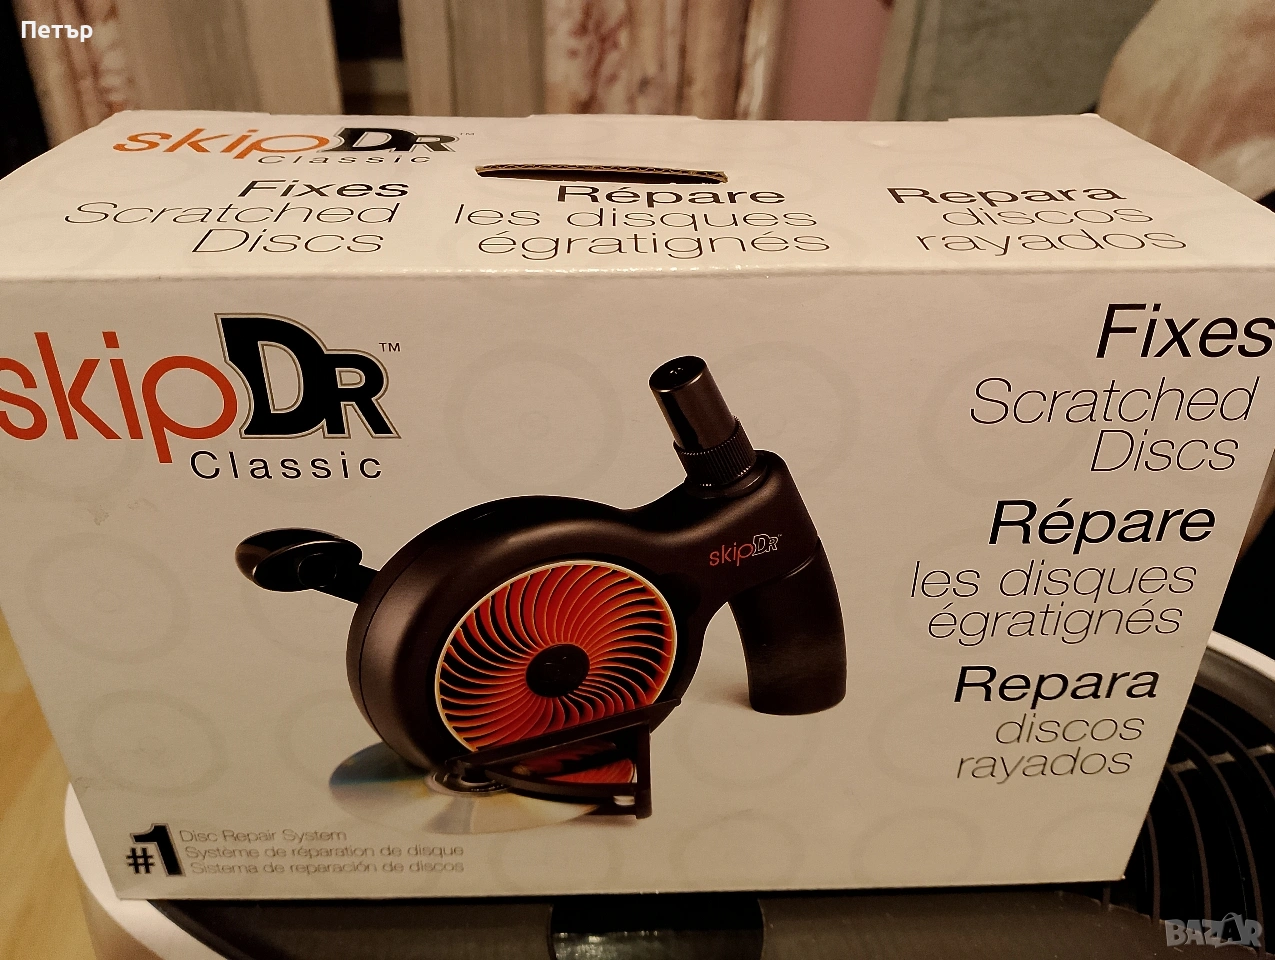 Петър
skipDR™
Classic
Fixes
Scratched
Discs
Répare
les disques
égratignés
Repara
discos
rayados
skipDR™
Classic
Fixes
Scratched
Discs
Répare
les disques
égratignés
Repara
discos
rayados
skipDR
#1
Disc Repair System
Système de réparation de disque
Sistema de reparación de discos
BAZAR